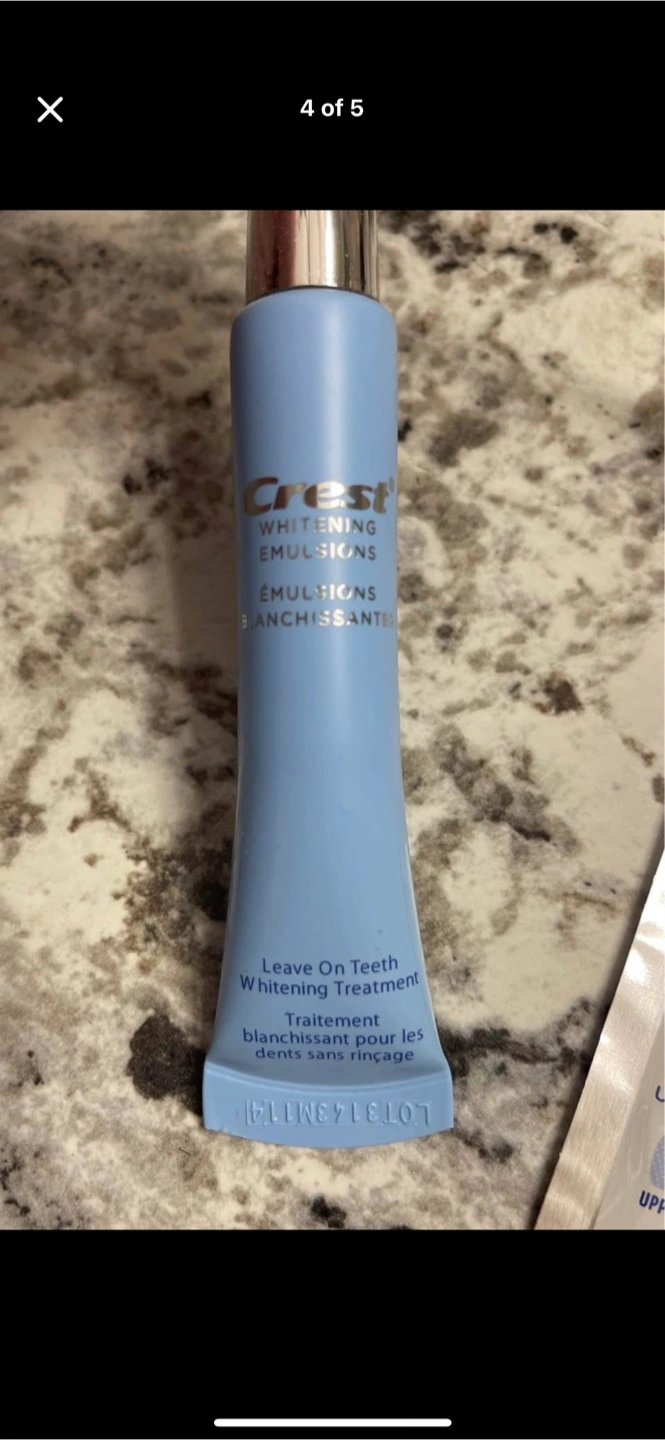 4 of 5
Crest
WHITENING
EMULSIONS
ÉMULSIONS
BLANCHISSANTES
Leave On Teeth
Whitening Treatment
Traitement
blanchissant pour les
dents sans rinçage
LOT3143M114